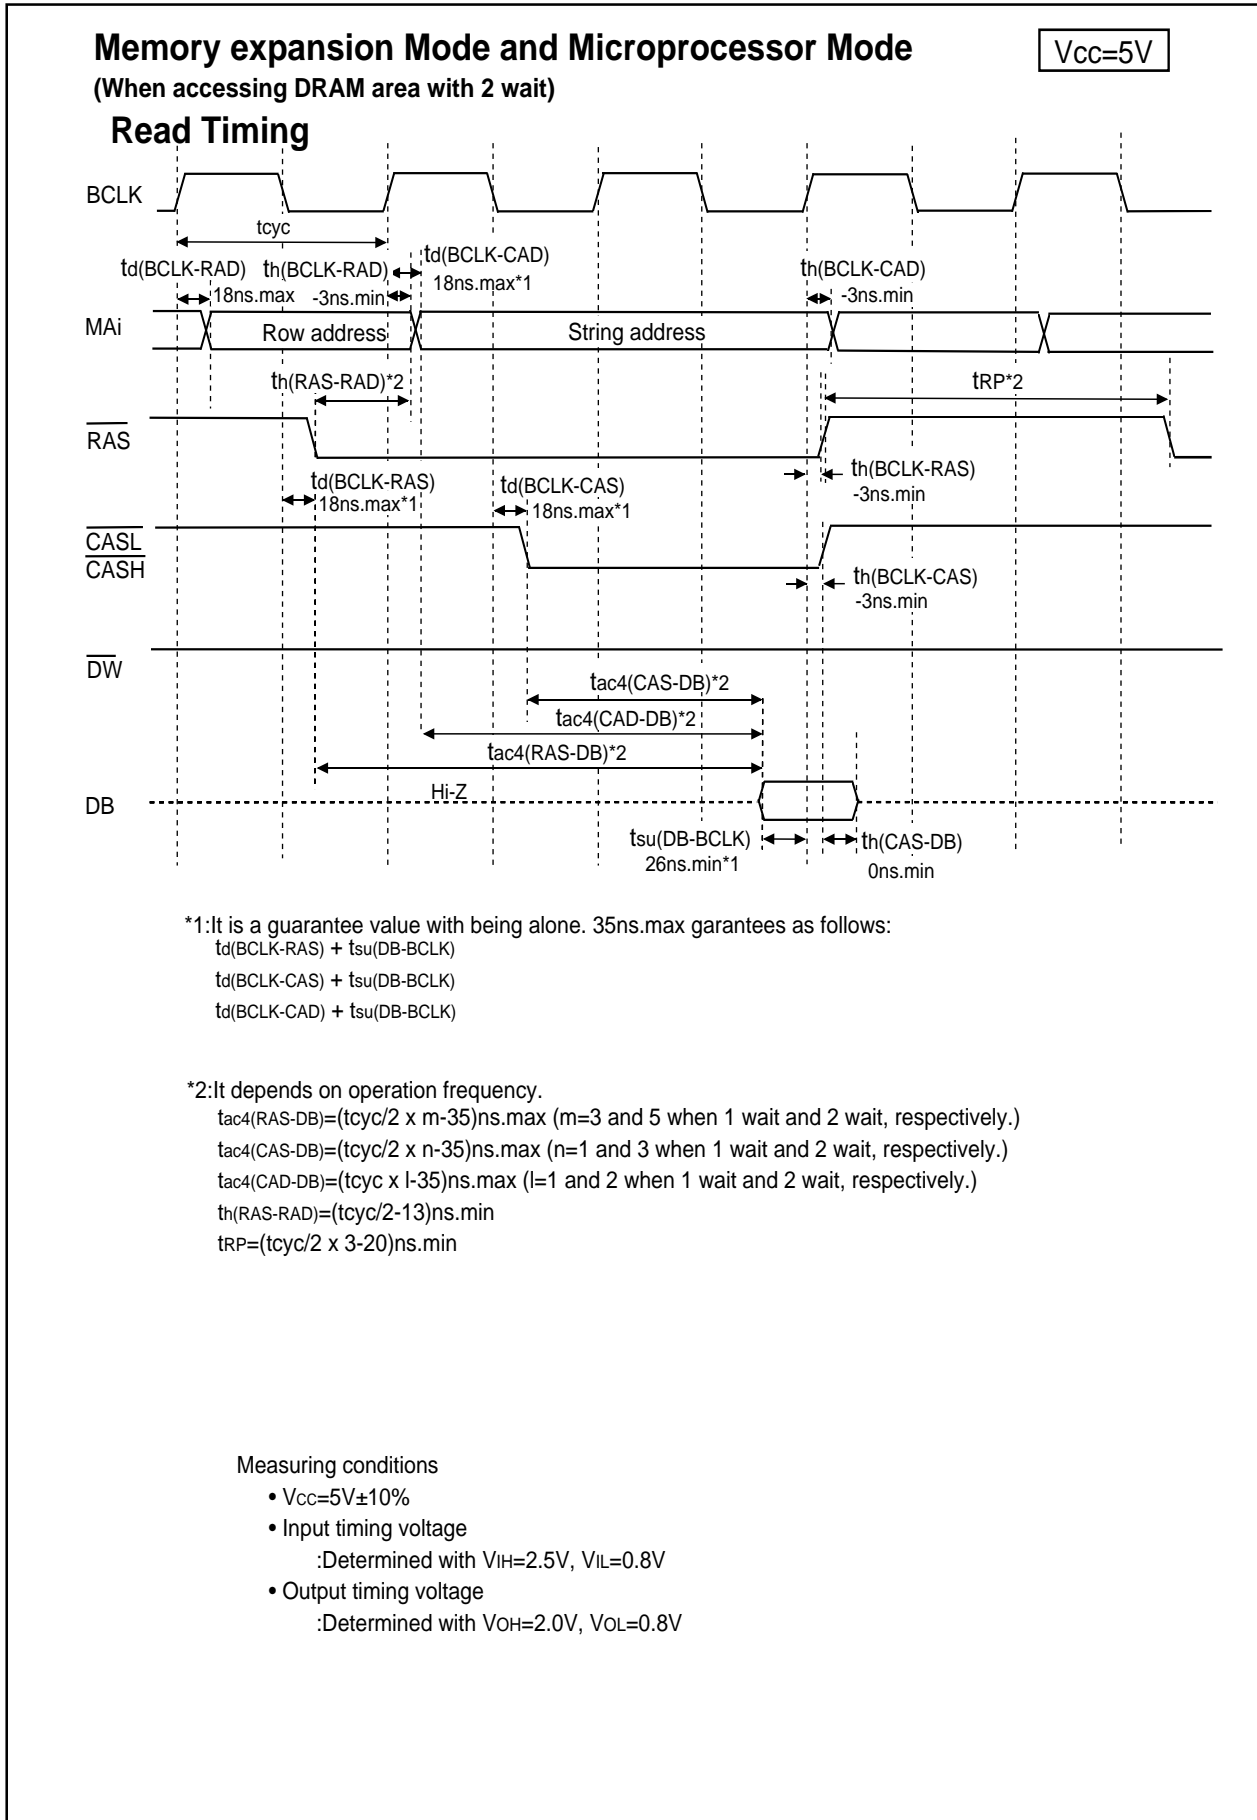 Memory expansion Mode and Microprocessor Mode
Vcc=5V
(When accessing DRAM area with 2 wait)
Read Timing
BCLK
tcyc
td(BCLK-RAD)
18ns.max
th(BCLK-RAD)
-3ns.min
td(BCLK-CAD)
18ns.max*1
th(BCLK-CAD)
-3ns.min
MAi
Row address
String address
th(RAS-RAD)*2
tRP*2
RAS
td(BCLK-RAS)
18ns.max*1
td(BCLK-CAS)
18ns.max*1
th(BCLK-RAS)
-3ns.min
CASL
CASH
th(BCLK-CAS)
-3ns.min
DW
tac4(CAS-DB)*2
tac4(CAD-DB)*2
tac4(RAS-DB)*2
Hi-Z
DB
tsu(DB-BCLK)
26ns.min*1
th(CAS-DB)
0ns.min
*1:It is a guarantee value with being alone. 35ns.max garantees as follows:
td(BCLK-RAS) + tsu(DB-BCLK)
td(BCLK-CAS) + tsu(DB-BCLK)
td(BCLK-CAD) + tsu(DB-BCLK)
*2:It depends on operation frequency.
tac4(RAS-DB)=(tcyc/2 x m-35)ns.max (m=3 and 5 when 1 wait and 2 wait, respectively.)
tac4(CAS-DB)=(tcyc/2 x n-35)ns.max (n=1 and 3 when 1 wait and 2 wait, respectively.)
tac4(CAD-DB)=(tcyc x l-35)ns.max (l=1 and 2 when 1 wait and 2 wait, respectively.)
th(RAS-RAD)=(tcyc/2-13)ns.min
tRP=(tcyc/2 x 3-20)ns.min
Measuring conditions
• VCC=5V±10%
• Input timing voltage
:Determined with VIH=2.5V, VIL=0.8V
• Output timing voltage
:Determined with VOH=2.0V, VOL=0.8V